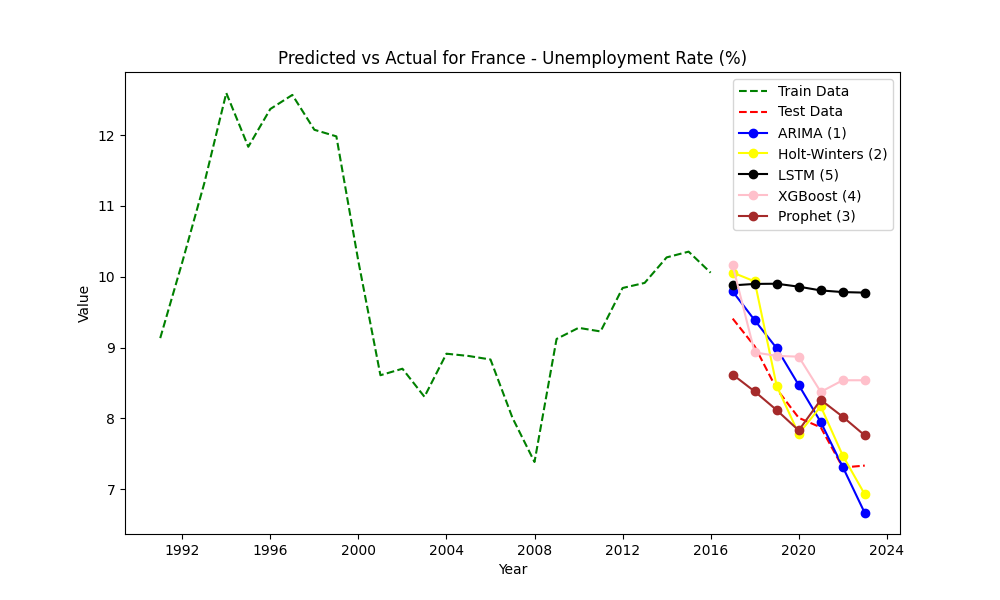 Predicted vs Actual for France - Unemployment Rate (%)
Train Data
Test Data
ARIMA (1)
Holt-Winters (2)
LSTM (5)
XGBoost (4)
Prophet (3)
Value
12
11
10
9
8
7
1992
1996
2000
2004
2008
2012
2016
2020
2024
Year